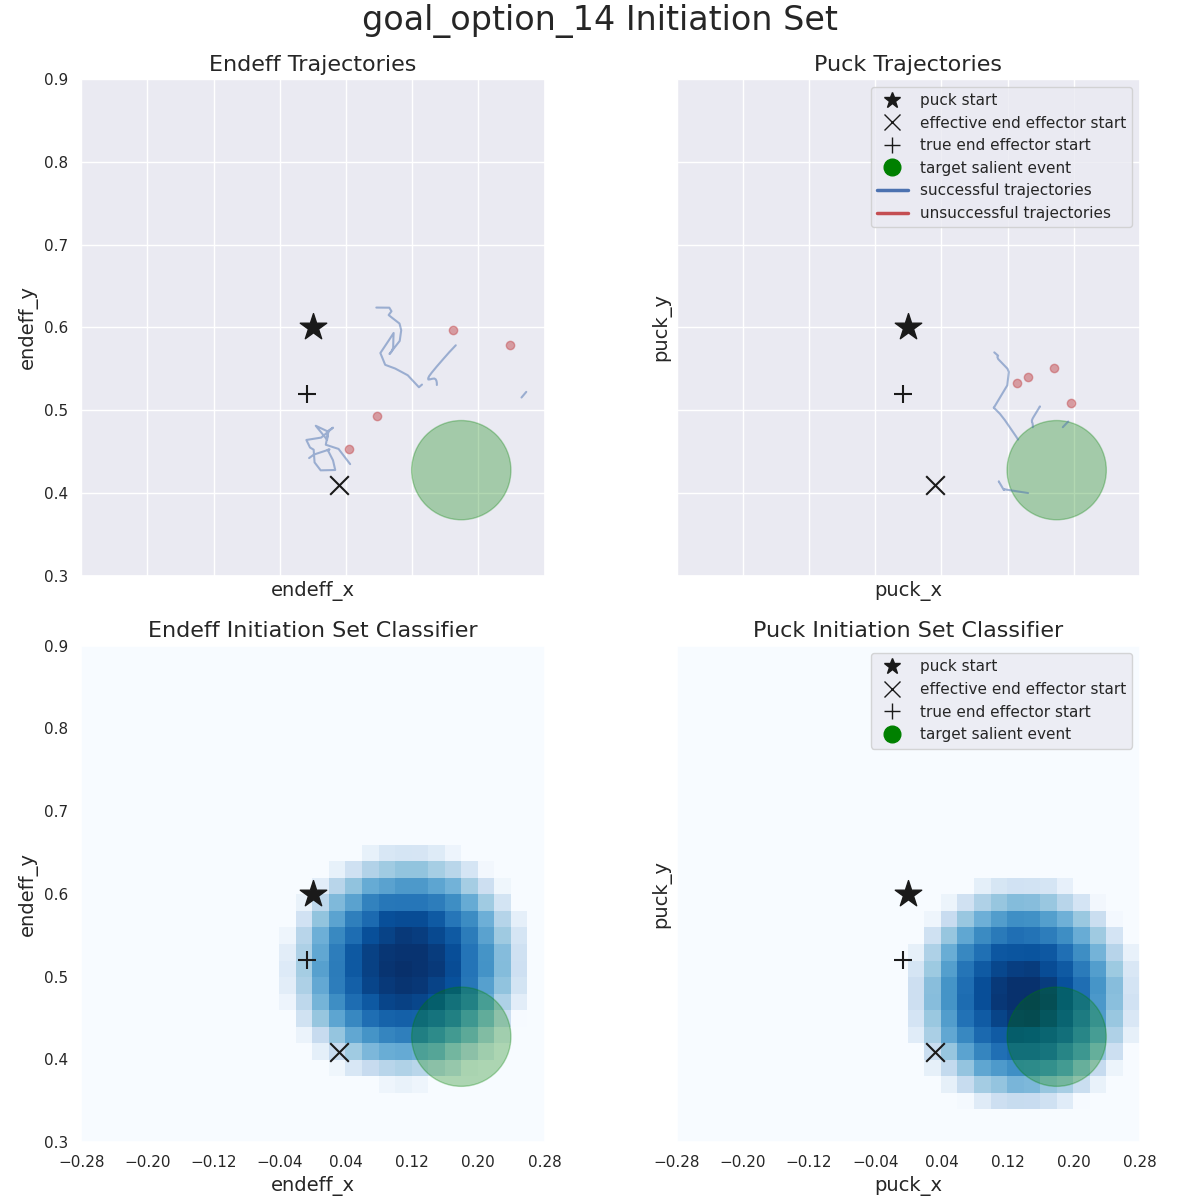 goal_option_14 Initiation Set
Endeff Trajectories
Puck Trajectories
0.9
0.8
0.7
0.6
0.5
0.4
0.3
endeff_y
endeff_x
puck_y
puck_x
puck start
effective end effector start
true end effector start
target salient event
successful trajectories
unsuccessful trajectories
Endeff Initiation Set Classifier
Puck Initiation Set Classifier
0.9
0.8
0.7
0.6
0.5
0.4
0.3
endeff_y
−0.28 −0.20 −0.12 −0.04 0.04 0.12 0.20 0.28
endeff_x
puck_y
puck start
effective end effector start
true end effector start
target salient event
−0.28 −0.20 −0.12 −0.04 0.04 0.12 0.20 0.28
puck_x